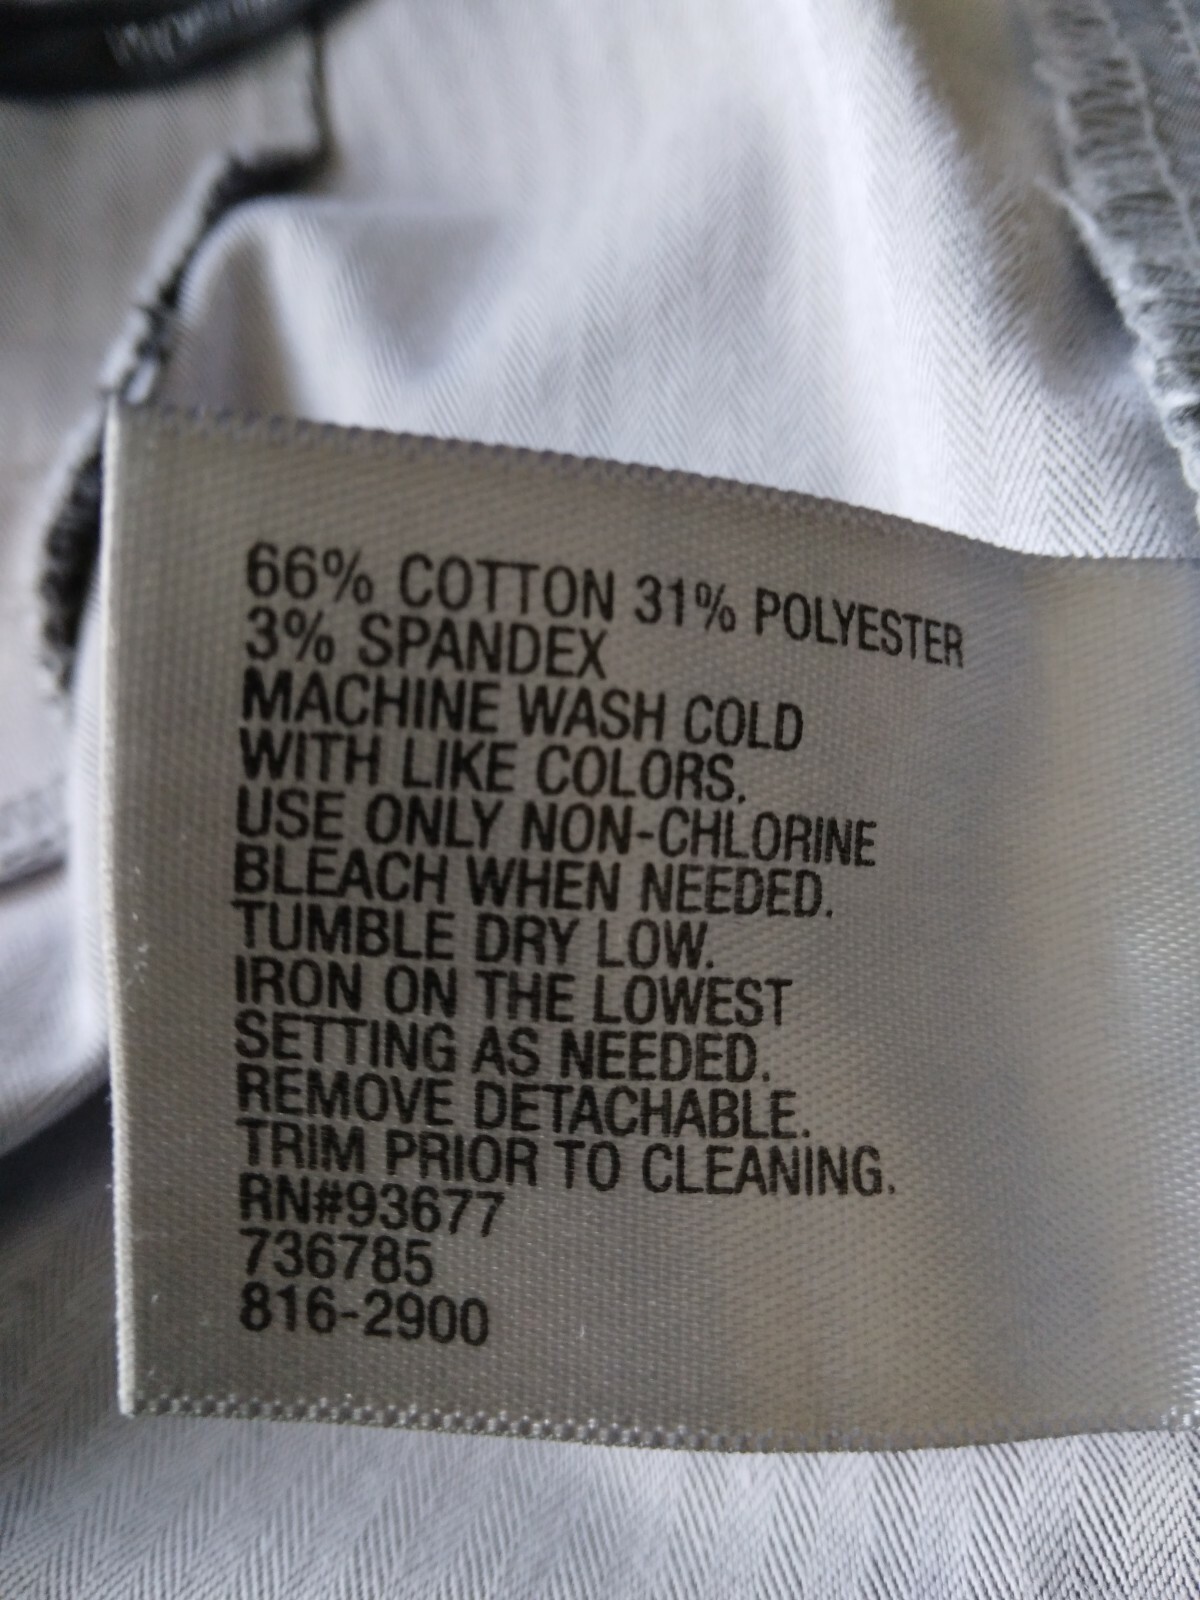 66% COTTON 31% POLYESTER
3% SPANDEX
MACHINE WASH COLD
WITH LIKE COLORS.
USE ONLY NON-CHLORINE
BLEACH WHEN NEEDED.
TUMBLE DRY LOW.
IRON ON THE LOWEST
SETTING AS NEEDED.
REMOVE DETACHABLE.
TRIM PRIOR TO CLEANING.
RN#93677
736785
816-2900